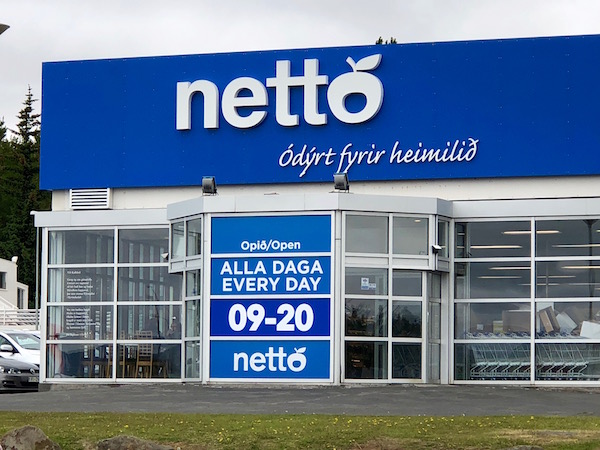 nettó
Ódýrt fyrir heimilið
Opið/Open
ALLA DAGA
EVERY DAY
09-20
nettó